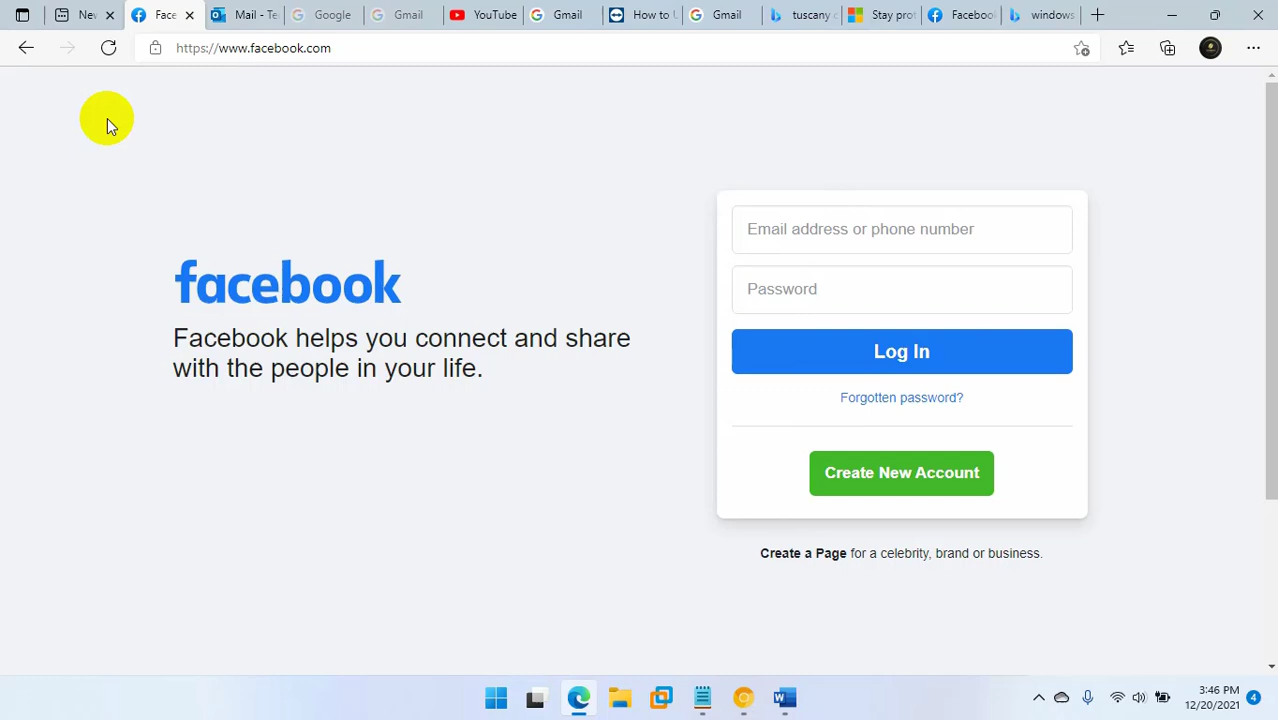 New
Face
Mail - Te
Google
Gmail
YouTube
Gmail
How to U
Gmail
tuscany c
Stay prot
Facebook
windows
https://www.facebook.com
Email address or phone number
Password
facebook
Facebook helps you connect and share
with the people in your life.
Log In
Forgotten password?
Create New Account
Create a Page for a celebrity, brand or business.
3:46 PM
12/20/2021
4